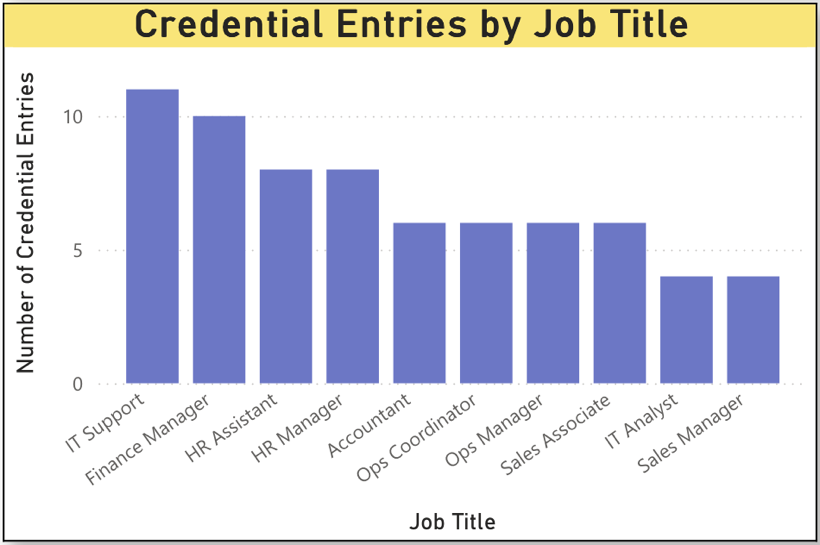 Credential Entries by Job Title
Number of Credential Entries
10
5
0
IT Support
Finance Manager
HR Assistant
HR Manager
Accountant
Ops Coordinator
Ops Manager
Sales Associate
IT Analyst
Sales Manager
Job Title